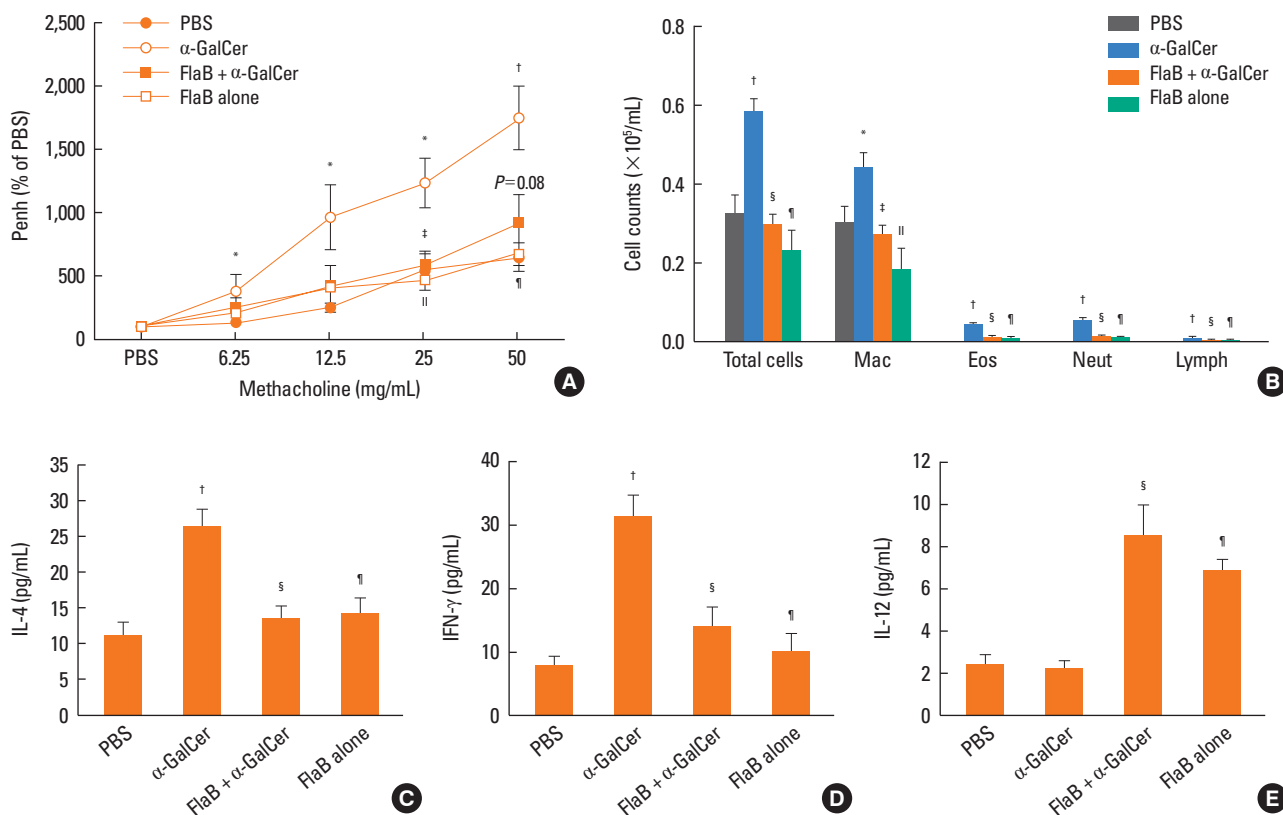 2,500
2,000
1,500
1,000
500
0
Penh (% of PBS)
PBS
α-GalCer
FlaB + α-GalCer
FlaB alone
*
*
*
†
P=0.08
‡
||
¶
PBS
6.25
12.5
25
50
Methacholine (mg/mL)
A
0.8
0.6
0.4
0.2
0.0
Cell counts (×10⁵/mL)
PBS
α-GalCer
FlaB + α-GalCer
FlaB alone
†
§
¶
*
‡
||
†
§
¶
†
§
¶
†
§
¶
Total cells
Mac
Eos
Neut
Lymph
B
35
30
25
20
15
10
5
0
IL-4 (pg/mL)
†
§
¶
PBS
α-GalCer
FlaB + α-GalCer
FlaB alone
C
40
30
20
10
0
IFN-γ (pg/mL)
†
§
¶
PBS
α-GalCer
FlaB + α-GalCer
FlaB alone
D
12
10
8
6
4
2
0
IL-12 (pg/mL)
§
¶
PBS
α-GalCer
FlaB + α-GalCer
FlaB alone
E